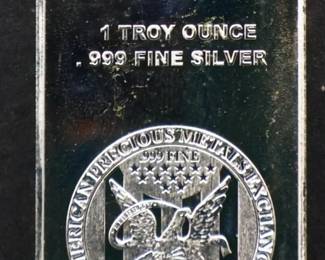 1 TROY OUNCE
.999 FINE SILVER
AMERICAN PRECIOUS METALS EXCHANGE
.999 FINE